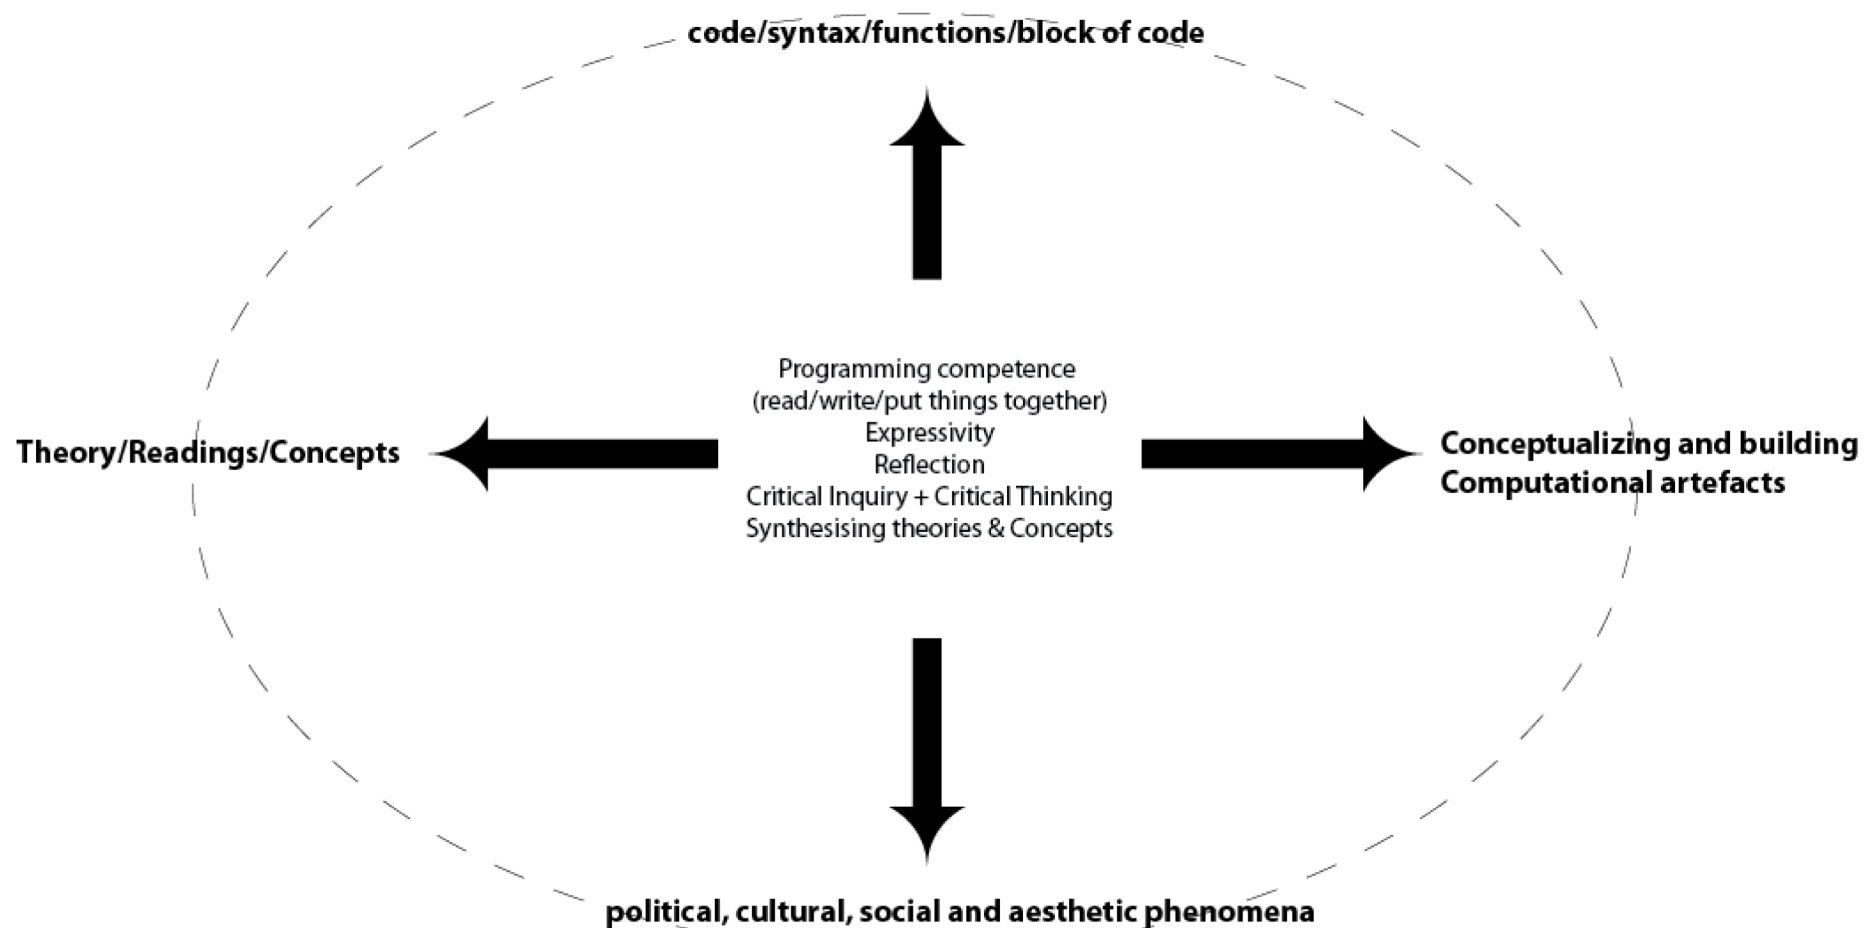 code/syntax/functions/block of code
Programming competence
(read/write/put things together)
Expressivity
Reflection
Critical Inquiry + Critical Thinking
Synthesising theories & Concepts
Theory/Readings/Concepts
Conceptualizing and building
Computational artefacts
political, cultural, social and aesthetic phenomena